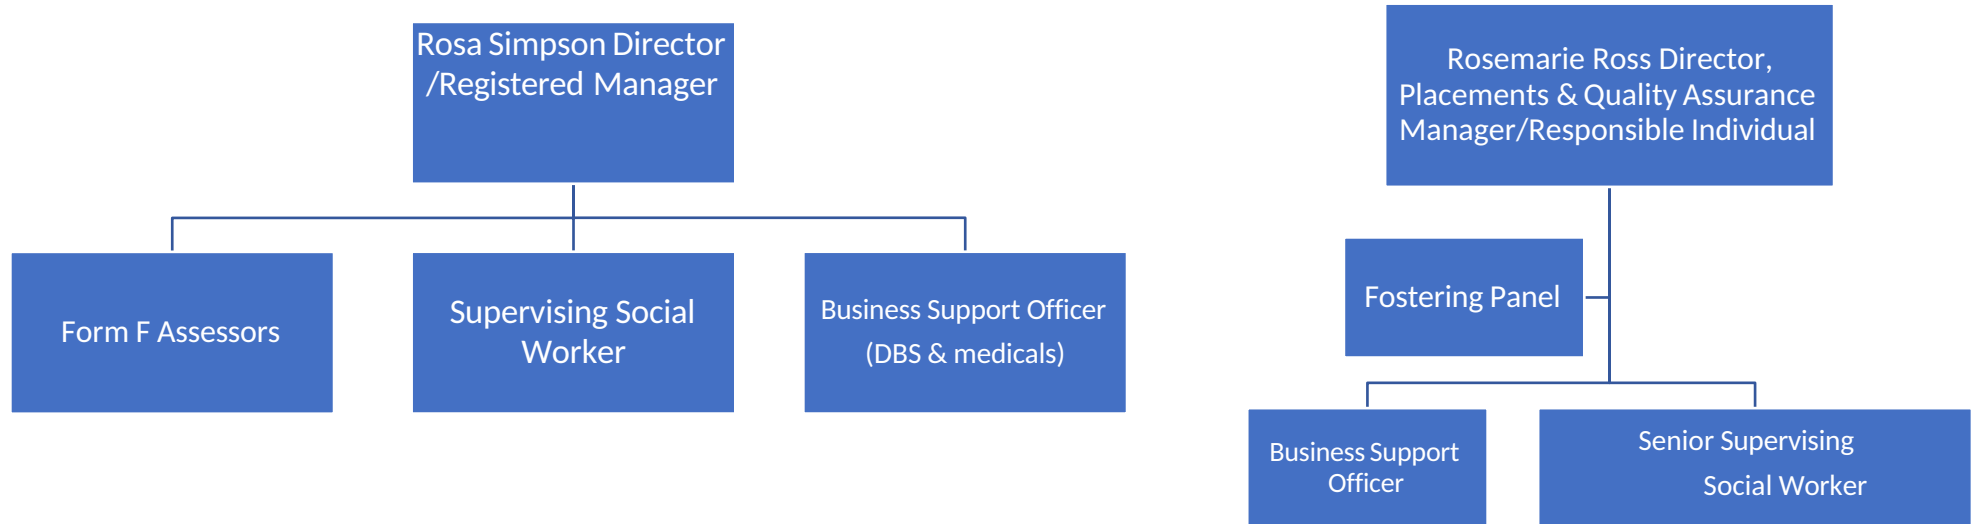 Rosa Simpson Director
/Registered Manager
Form F Assessors
Supervising Social
Worker
Business Support Officer
(DBS & medicals)
Rosemarie Ross Director,
Placements & Quality Assurance
Manager/Responsible Individual
Fostering Panel
Business Support
Officer
Senior Supervising
Social Worker